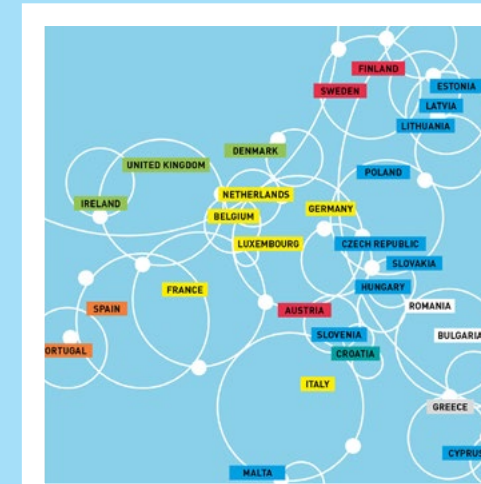 FINLAND
SWEDEN
ESTONIA
LATVIA
LITHUANIA
DENMARK
UNITED KINGDOM
POLAND
NETHERLANDS
IRELAND
GERMANY
BELGIUM
LUXEMBOURG
CZECH REPUBLIC
SLOVAKIA
FRANCE
HUNGARY
SPAIN
AUSTRIA
ROMANIA
SLOVENIA
BULGARIA
ORTUGAL
CROATIA
ITALY
GREECE
CYPRUS
MALTA